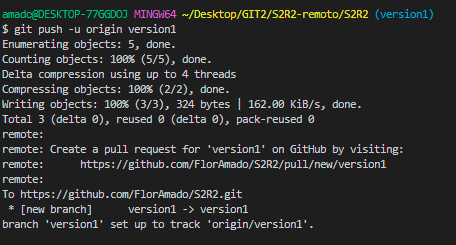 amado@DESKTOP-77GGDOJ MINGW64 ~/Desktop/GIT2/S2R2-remoto/S2R2 (version1)
$ git push -u origin version1
Enumerating objects: 5, done.
Counting objects: 100% (5/5), done.
Delta compression using up to 4 threads
Compressing objects: 100% (2/2), done.
Writing objects: 100% (3/3), 324 bytes | 162.00 KiB/s, done.
Total 3 (delta 0), reused 0 (delta 0), pack-reused 0
remote:
remote: Create a pull request for 'version1' on GitHub by visiting:
remote:      https://github.com/FlorAmado/S2R2/pull/new/version1
remote:
To https://github.com/FlorAmado/S2R2.git
 * [new branch]      version1 -> version1
branch 'version1' set up to track 'origin/version1'.